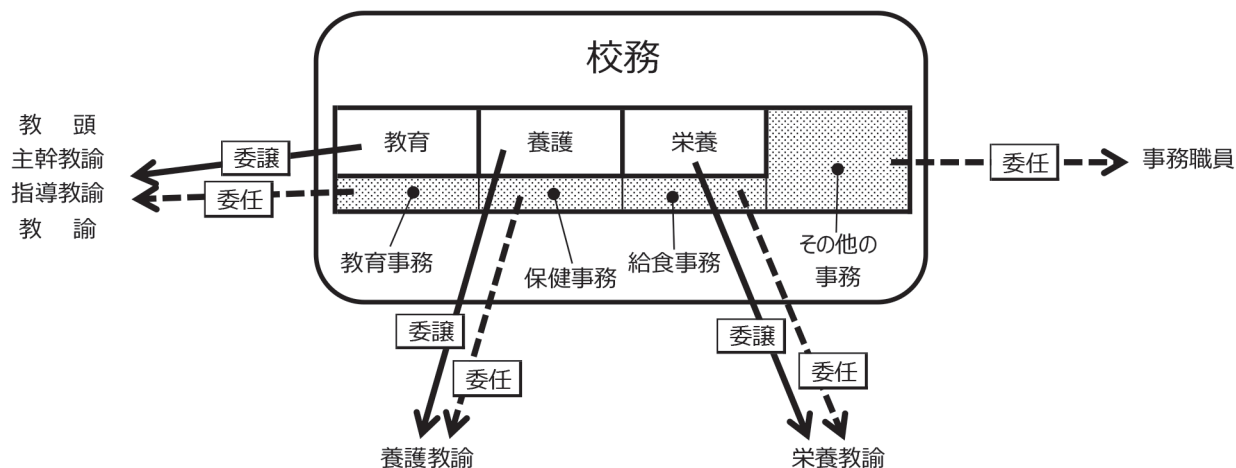 校務
教育
養護
栄養
教　頭
主幹教諭
指導教諭
教　諭
委譲
委任
委任
事務職員
教育事務
保健事務
給食事務
その他の
事務
委譲
委任
委譲
委任
養護教諭
栄養教諭